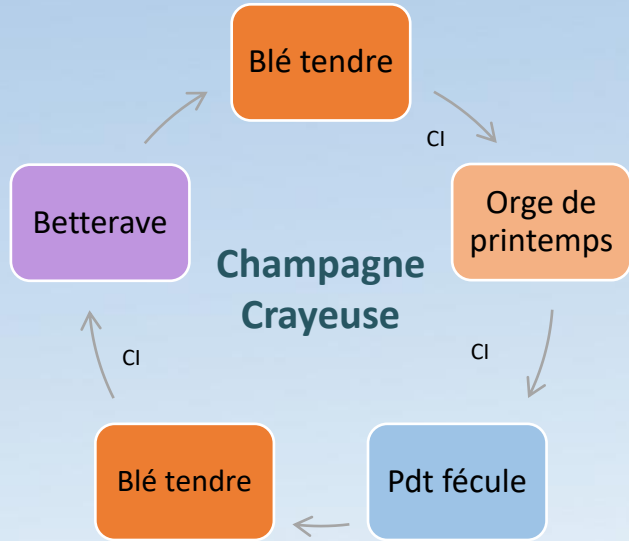 Blé tendre
CI
Orge de
printemps
CI
Pdt fécule
Blé tendre
CI
Betterave
Champagne
Crayeuse